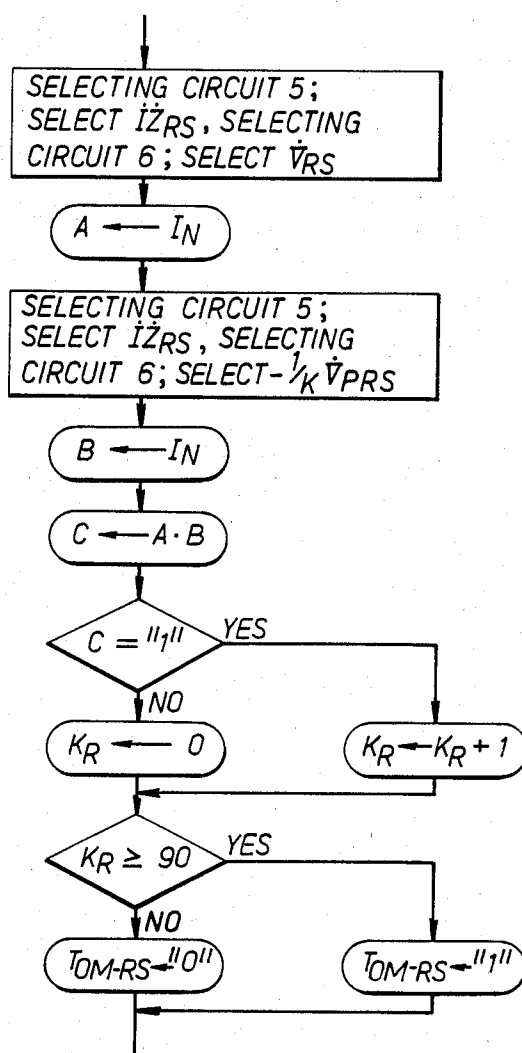 SELECTING CIRCUIT 5;
SELECT İŻRS, SELECTING
CIRCUIT 6; SELECT V̇RS
A ← IN
SELECTING CIRCUIT 5;
SELECT İŻRS, SELECTING
CIRCUIT 6; SELECT - 1/K V̇PRS
B ← IN
C ← A · B
C = "1"
YES
NO
KR ← 0
KR ← KR + 1
KR ≥ 90
YES
NO
TOM-RS ← "0"
TOM-RS ← "1"